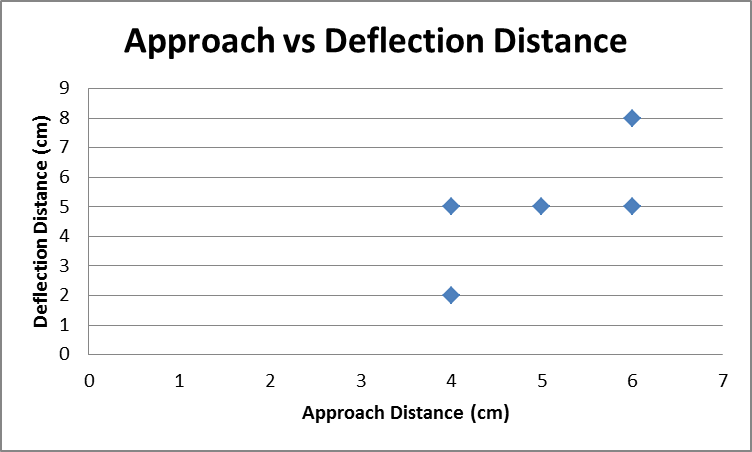 Approach vs Deflection Distance
Deflection Distance (cm)
9
8
7
6
5
4
3
2
1
0
0 1 2 3 4 5 6 7
Approach Distance (cm)